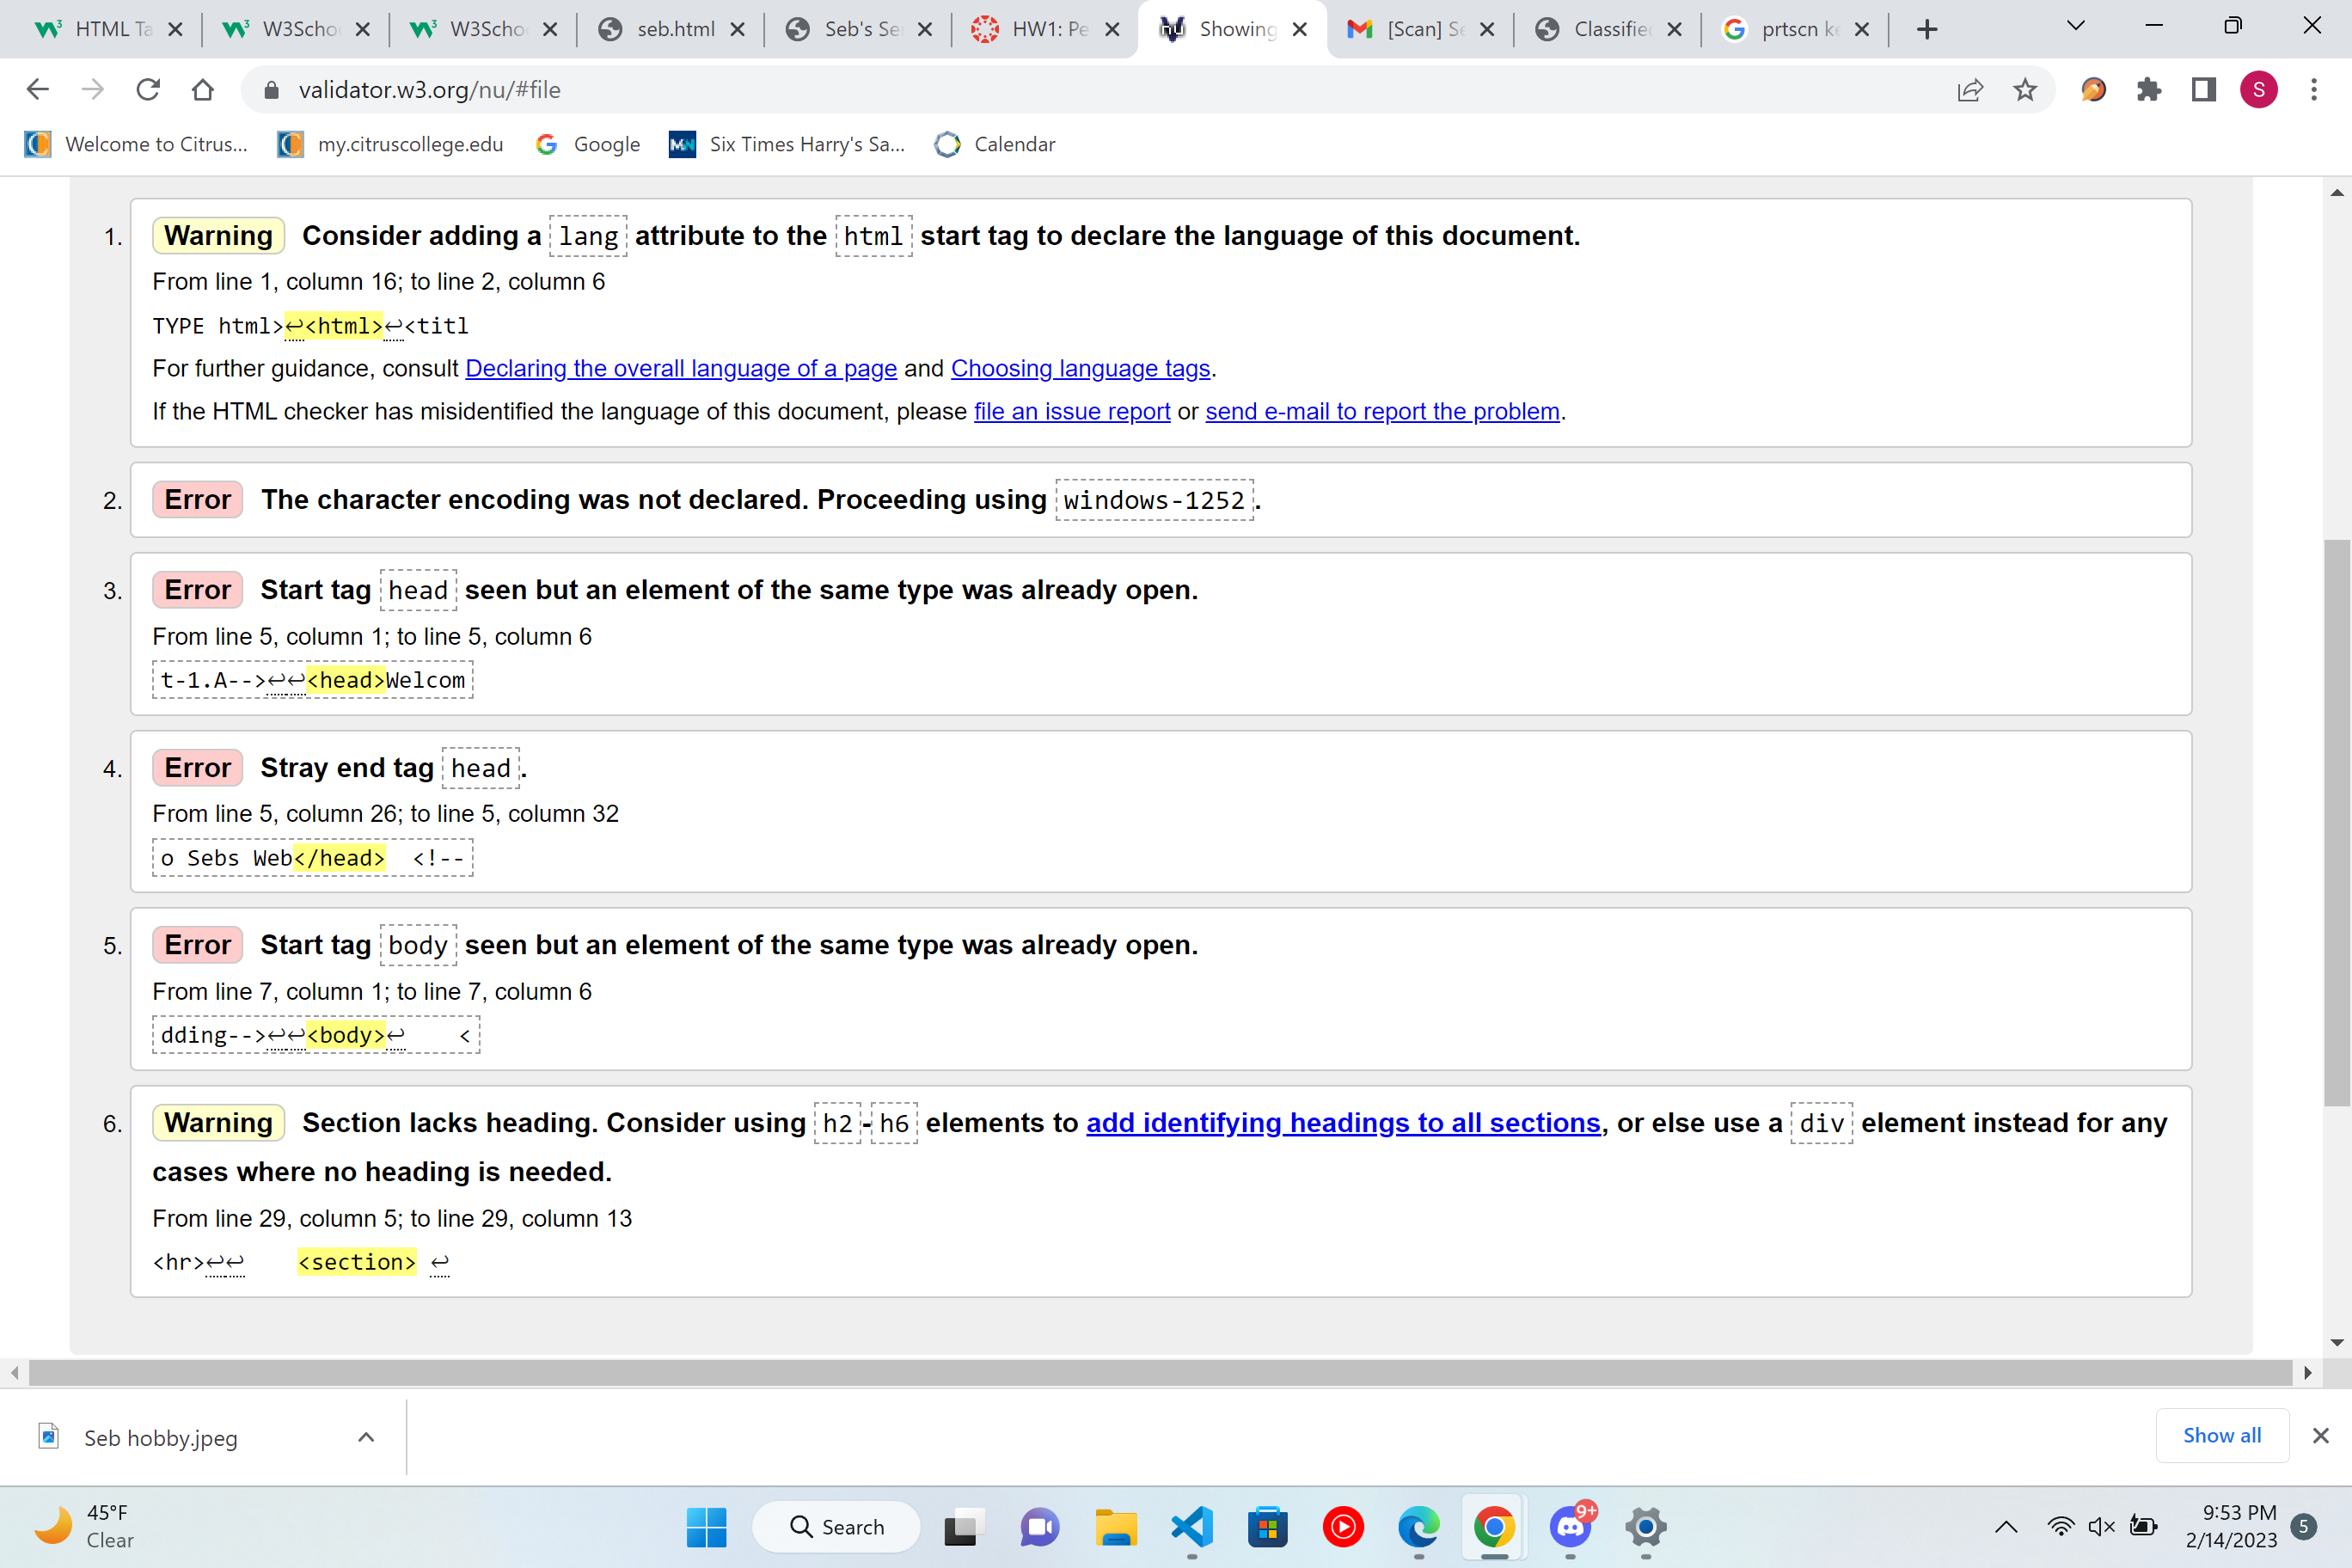 HTML Ta
W3Scho
W3Scho
seb.html
Seb's Se
HW1: Pe
Showing
[Scan] Se
Classifie
prtscn ke
validator.w3.org/nu/#file
S
Welcome to Citrus...
my.citruscollege.edu
Google
Six Times Harry's Sa...
Calendar
1. Warning Consider adding a lang attribute to the html start tag to declare the language of this document.
From line 1, column 16; to line 2, column 6
TYPE html>↩<html>↩<titl
For further guidance, consult Declaring the overall language of a page and Choosing language tags.
If the HTML checker has misidentified the language of this document, please file an issue report or send e-mail to report the problem.
2. Error The character encoding was not declared. Proceeding using windows-1252.
3. Error Start tag head seen but an element of the same type was already open.
From line 5, column 1; to line 5, column 6
t-1.A-->↩↩<head>Welcom
4. Error Stray end tag head.
From line 5, column 26; to line 5, column 32
o Sebs Web</head>  <!--
5. Error Start tag body seen but an element of the same type was already open.
From line 7, column 1; to line 7, column 6
dding-->↩↩<body>↩    <
6. Warning Section lacks heading. Consider using h2-h6 elements to add identifying headings to all sections, or else use a div element instead for any
cases where no heading is needed.
From line 29, column 5; to line 29, column 13
<hr>↩↩    <section> ↩
Seb hobby.jpeg
Show all
45°F
Clear
Search
9+
9:53 PM
2/14/2023
5